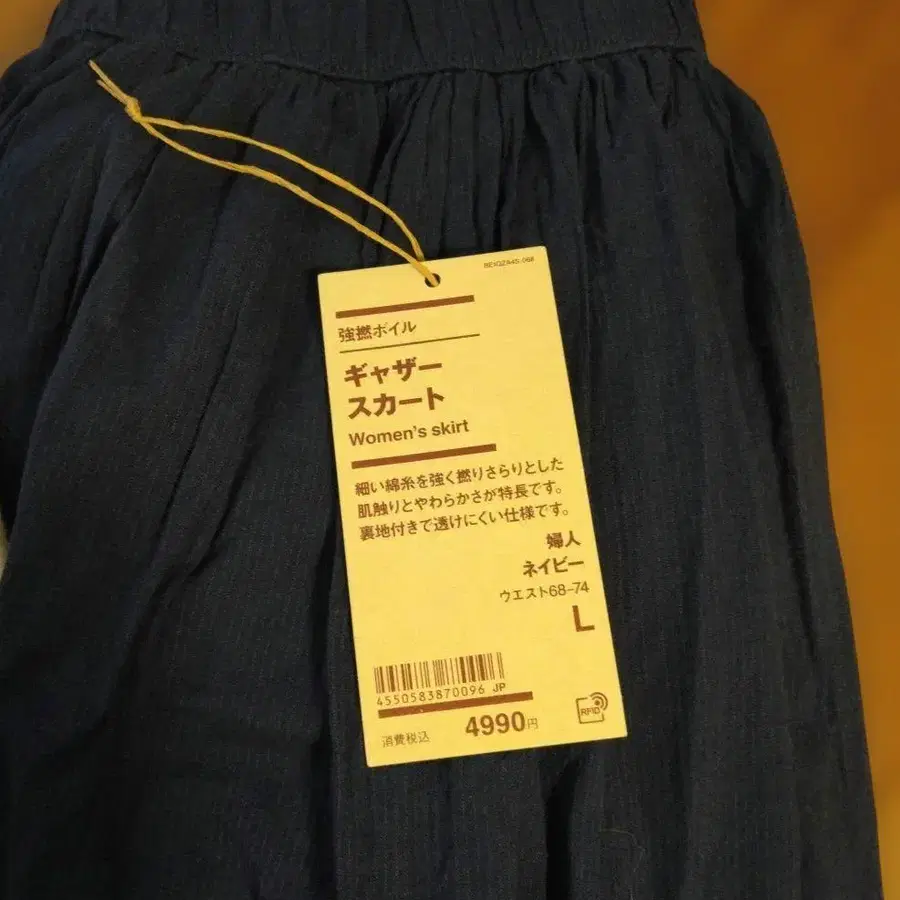 強撚ボイル
ギャザー
スカート
Women's skirt
細い綿糸を強く撚りさらりとした
肌触りとやわらかさが特長です。
裏地付きで透けにくい仕様です。
婦人
ネイビー
ウエスト68-74
L
4550583870096 JP
消費税込 4990円
RFID